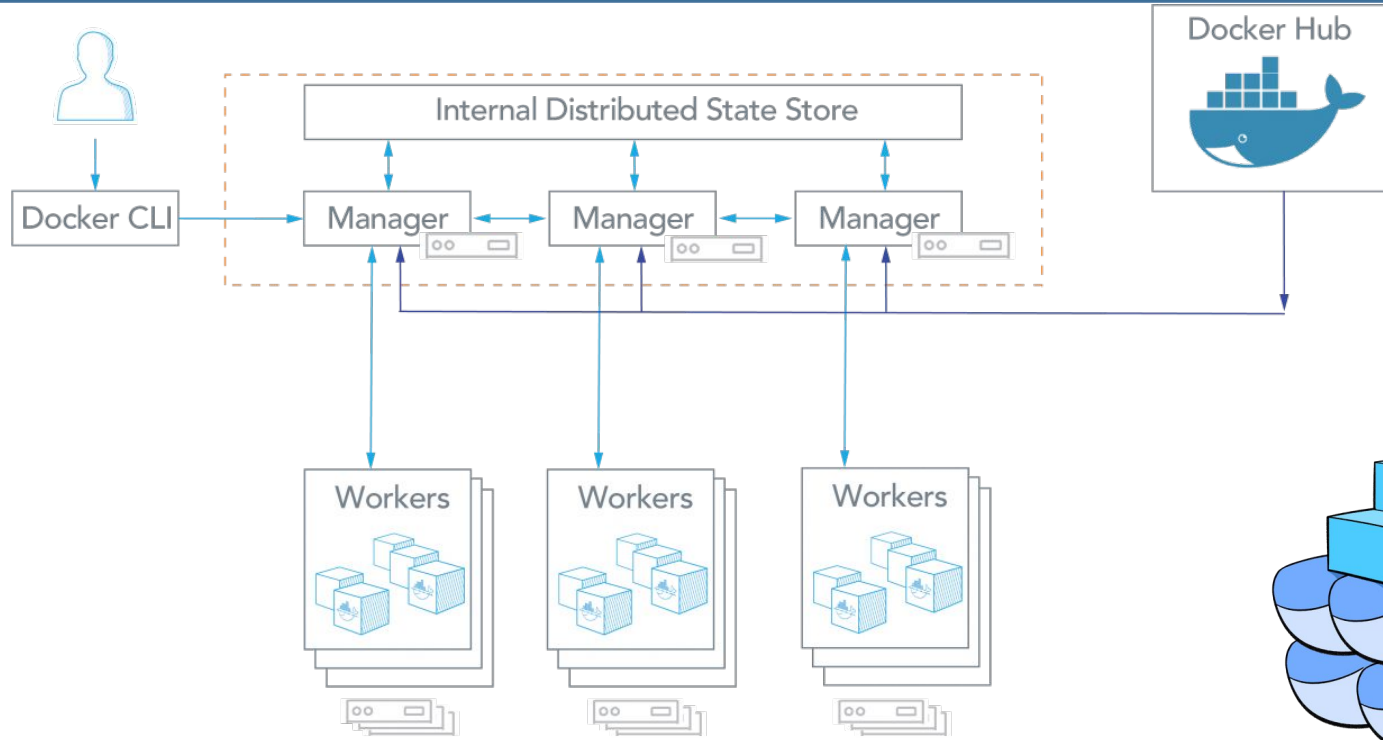 Docker Hub
Internal Distributed State Store
Docker CLI
Manager
Manager
Manager
Workers
Workers
Workers